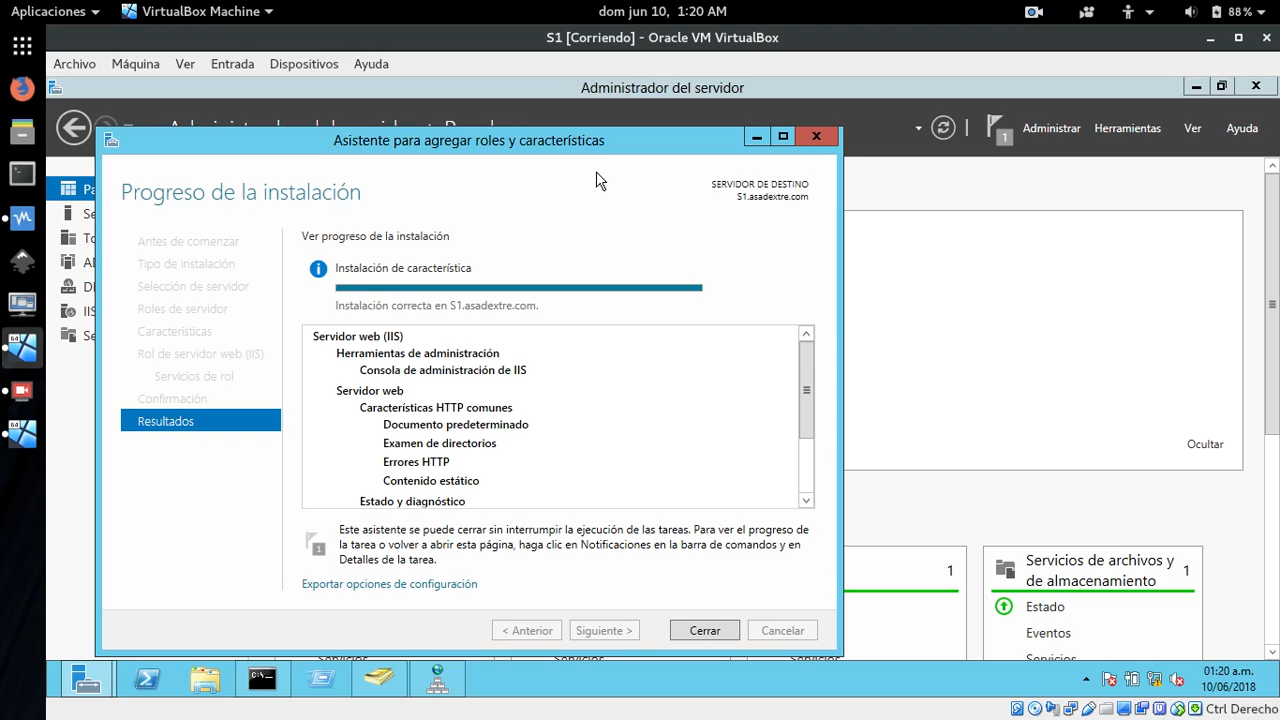 Aplicaciones
VirtualBox Machine
dom jun 10, 1:20 AM
88%
S1 [Corriendo] - Oracle VM VirtualBox
Archivo Máquina Ver Entrada Dispositivos Ayuda
Administrador del servidor
1
Administrar Herramientas Ver Ayuda
Asistente para agregar roles y características
Progreso de la instalación
SERVIDOR DE DESTINO
S1.asadextre.com
Antes de comenzar
Tipo de instalación
Selección de servidor
Roles de servidor
Características
Rol de servidor web (IIS)
Servicios de rol
Confirmación
Resultados
Ver progreso de la instalación
Instalación de característica
Instalación correcta en S1.asadextre.com.
Servidor web (IIS)
Herramientas de administración
Consola de administración de IIS
Servidor web
Características HTTP comunes
Documento predeterminado
Examen de directorios
Errores HTTP
Contenido estático
Estado y diagnóstico
1
Este asistente se puede cerrar sin interrumpir la ejecución de las tareas. Para ver el progreso de
la tarea o volver a abrir esta página, haga clic en Notificaciones en la barra de comandos y en
Detalles de la tarea.
Exportar opciones de configuración
< Anterior Siguiente > Cerrar Cancelar
Ocultar
1
Servicios de archivos y
de almacenamiento
1
Estado
Eventos
Servicios
01:20 a.m.
10/06/2018
Ctrl Derecho